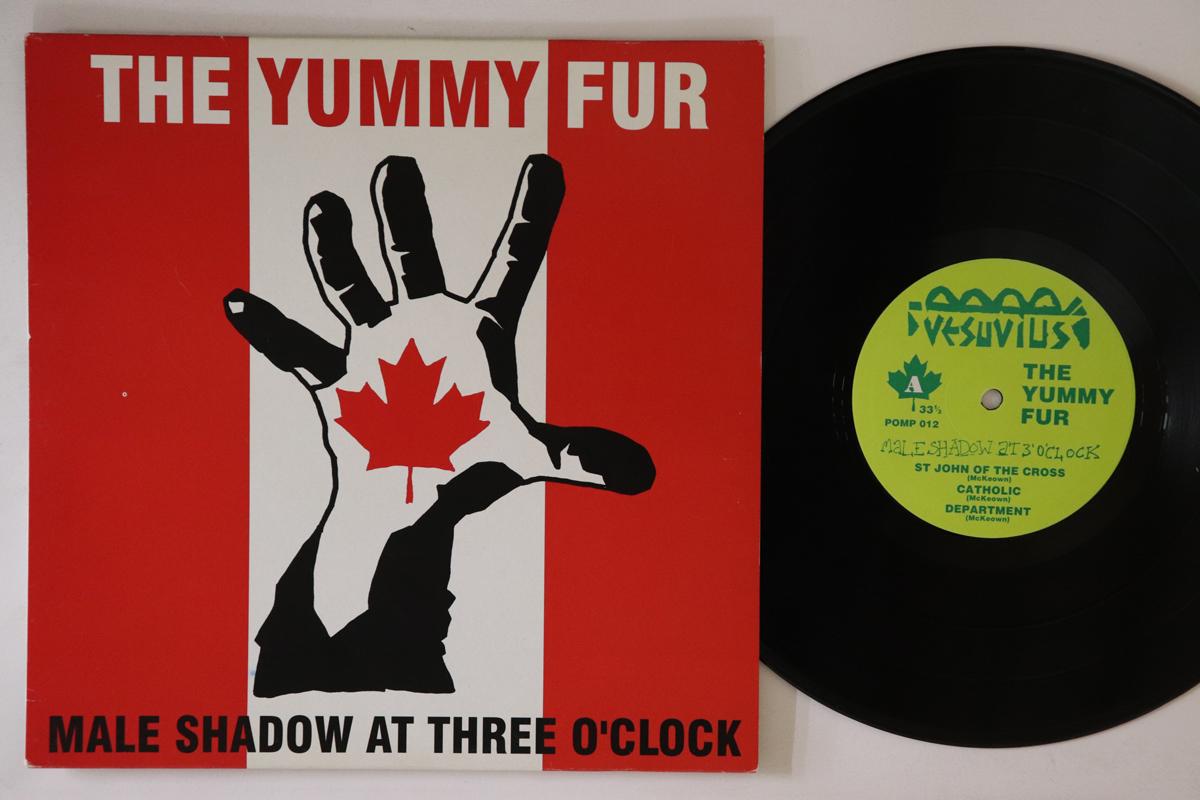 THE YUMMY FUR
MALE SHADOW AT THREE O'CLOCK
VESUVIUS
A
33⅓
POMP 012
THE
YUMMY
FUR
MALE SHADOW AT 3 O'CLOCK
ST JOHN OF THE CROSS
(McKeown)
CATHOLIC
(McKeown)
DEPARTMENT
(McKeown)